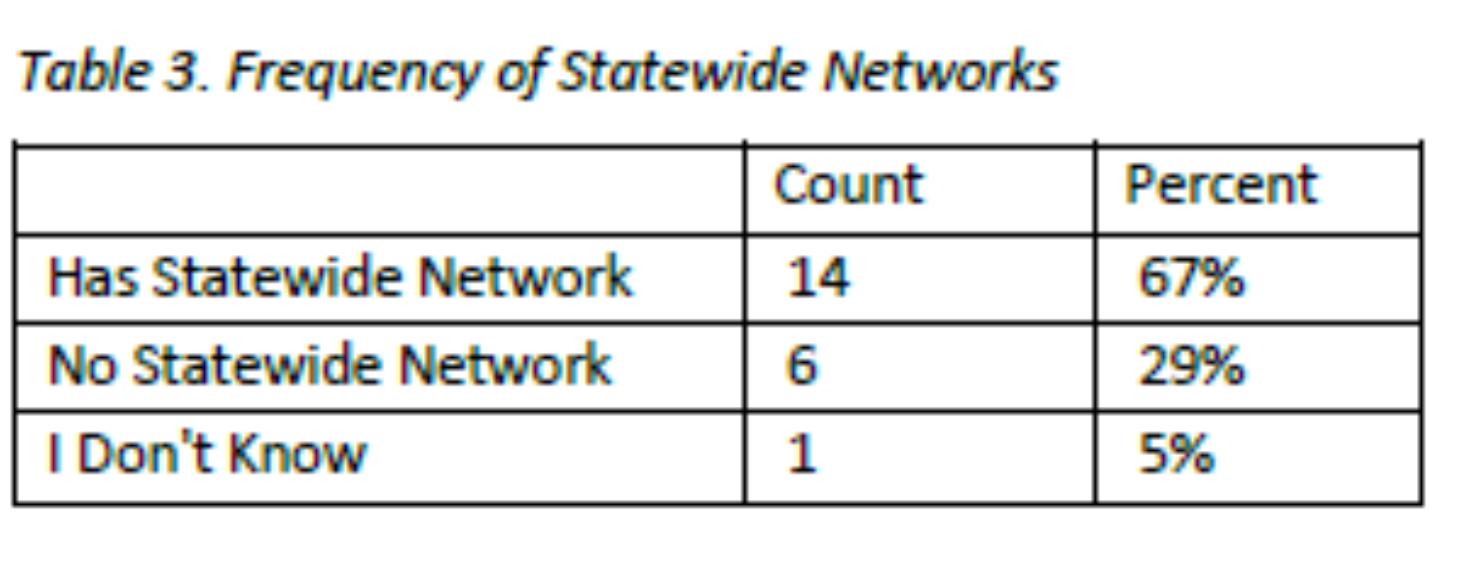 Table 3. Frequency of Statewide Networks
Count Percent
Has Statewide Network 14 67%
No Statewide Network 6 29%
I Don't Know 1 5%